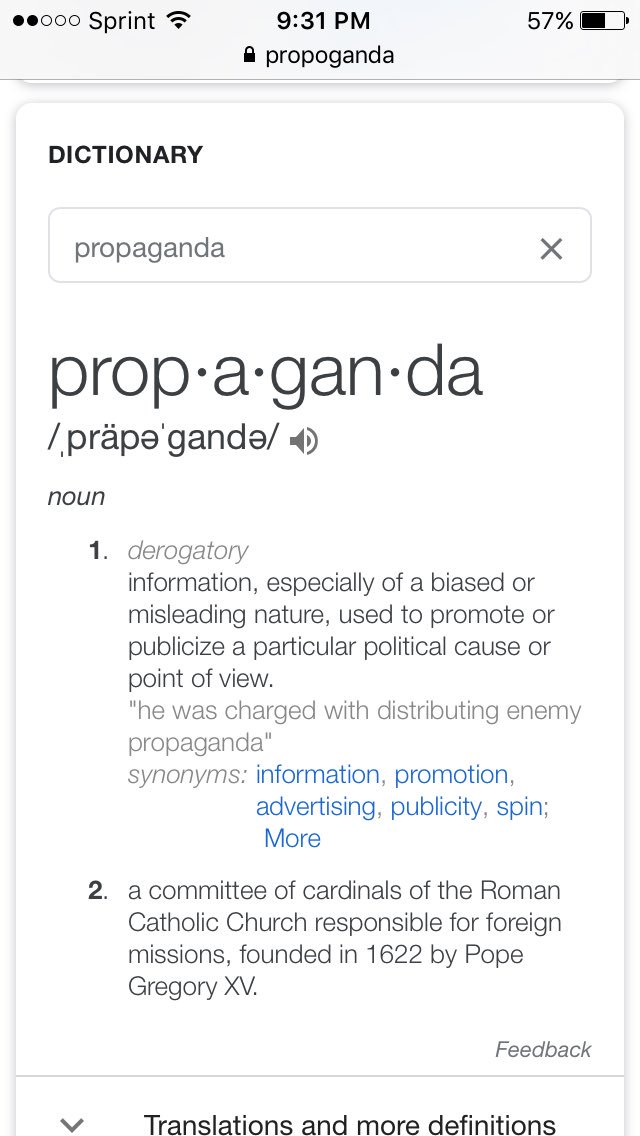 Sprint 9:31 PM 57%
propoganda
DICTIONARY
propaganda
prop·a·gan·da
/ˌpräpəˈɡandə/
noun
1. derogatory
information, especially of a biased or
misleading nature, used to promote or
publicize a particular political cause or
point of view.
"he was charged with distributing enemy
propaganda"
synonyms: information, promotion,
advertising, publicity, spin;
More
2. a committee of cardinals of the Roman
Catholic Church responsible for foreign
missions, founded in 1622 by Pope
Gregory XV.
Feedback
Translations and more definitions